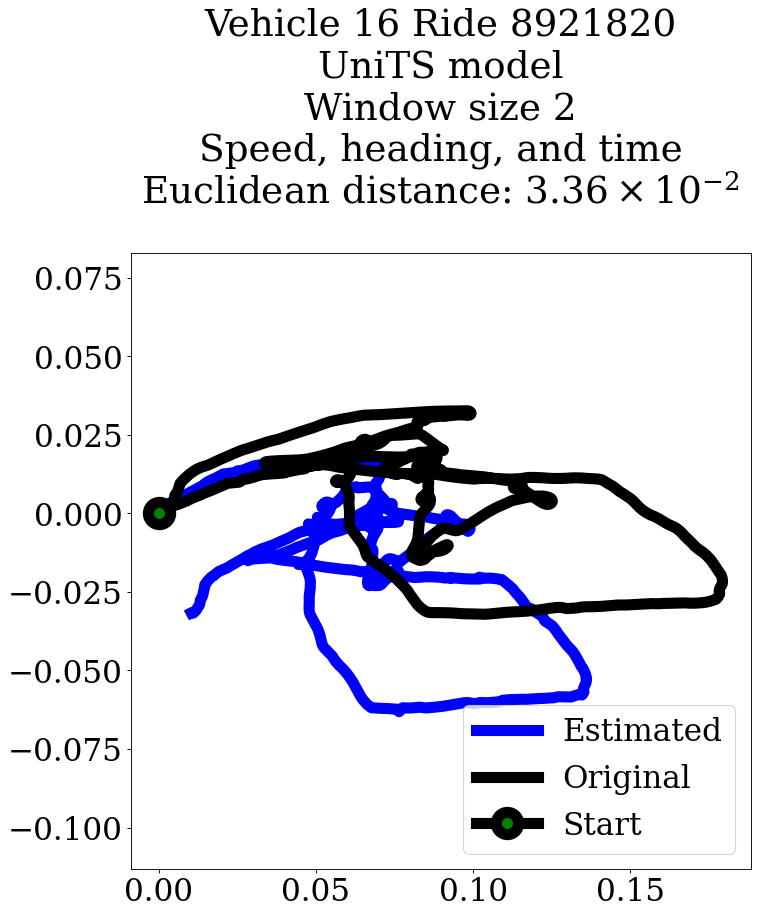 Vehicle 16 Ride 8921820
UniTS model
Window size 2
Speed, heading, and time
Euclidean distance: 3.36 × 10⁻²
0.075
0.050
0.025
0.000
−0.025
−0.050
−0.075
−0.100
Estimated
Original
Start
0.00 0.05 0.10 0.15